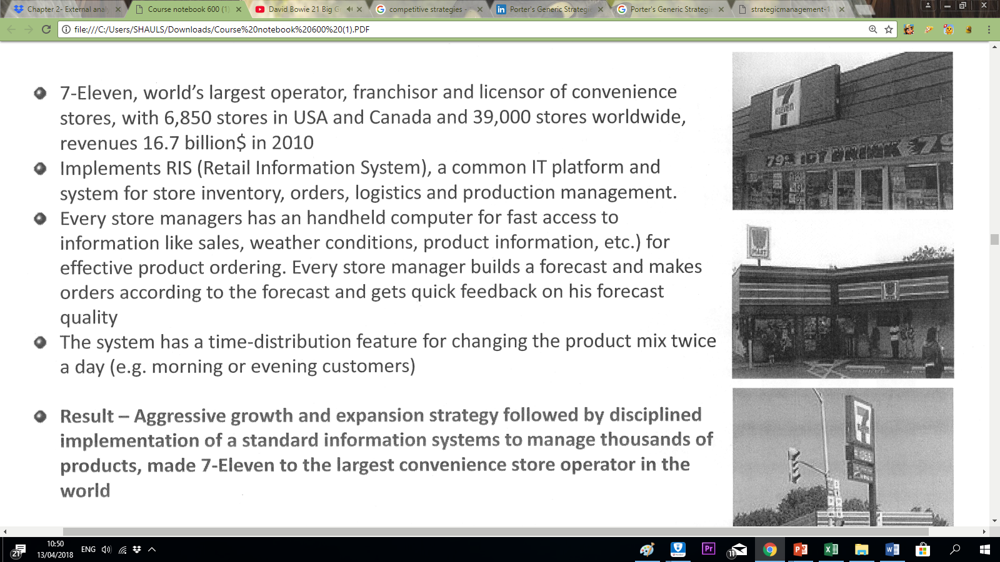 Chapter 2- External anal
Course notebook 600 (1)
David Bowie 21 Big G
competitive strategies -
Porter's Generic Strategi
Porter's Generic Strategie
strategicmanagement-1
file:///C:/Users/SHAULS/Downloads/Course%20notebook%20600%20(1).PDF
7-Eleven, world's largest operator, franchisor and licensor of convenience
stores, with 6,850 stores in USA and Canada and 39,000 stores worldwide,
revenues 16.7 billion$ in 2010
Implements RIS (Retail Information System), a common IT platform and
system for store inventory, orders, logistics and production management.
Every store managers has an handheld computer for fast access to
information like sales, weather conditions, product information, etc.) for
effective product ordering. Every store manager builds a forecast and makes
orders according to the forecast and gets quick feedback on his forecast
quality
The system has a time-distribution feature for changing the product mix twice
a day (e.g. morning or evening customers)
Result – Aggressive growth and expansion strategy followed by disciplined
implementation of a standard information systems to manage thousands of
products, made 7-Eleven to the largest convenience store operator in the
world
7
ELEVEN
79¢ ICY DRINK 79
7
21
10:50
13/04/2018
ENG
Pr
11